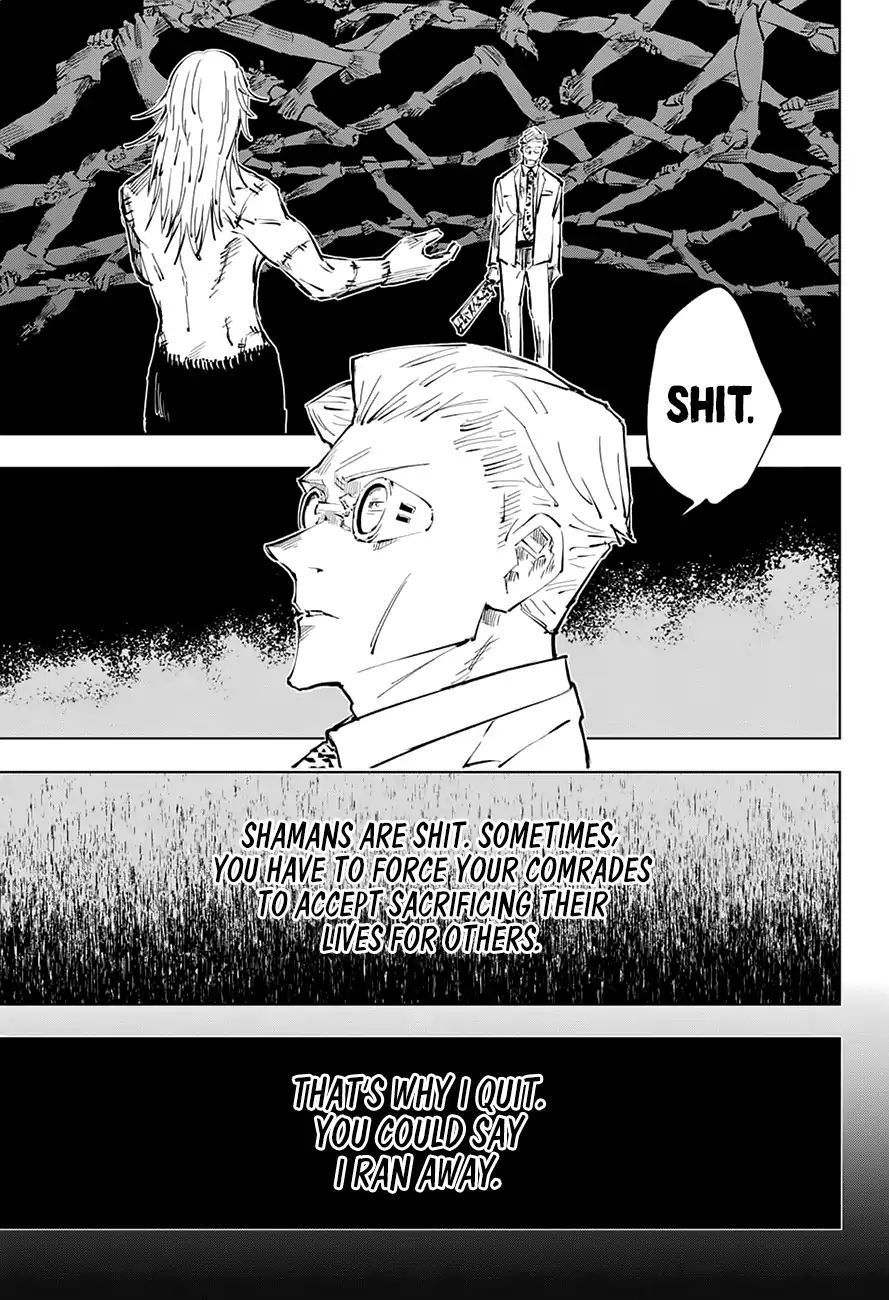 SHIT.
SHAMANS ARE SHIT. SOMETIMES,
YOU HAVE TO FORCE YOUR COMRADES
TO ACCEPT SACRIFICING THEIR
LIVES FOR OTHERS.
THAT'S WHY I QUIT.
YOU COULD SAY
I RAN AWAY.